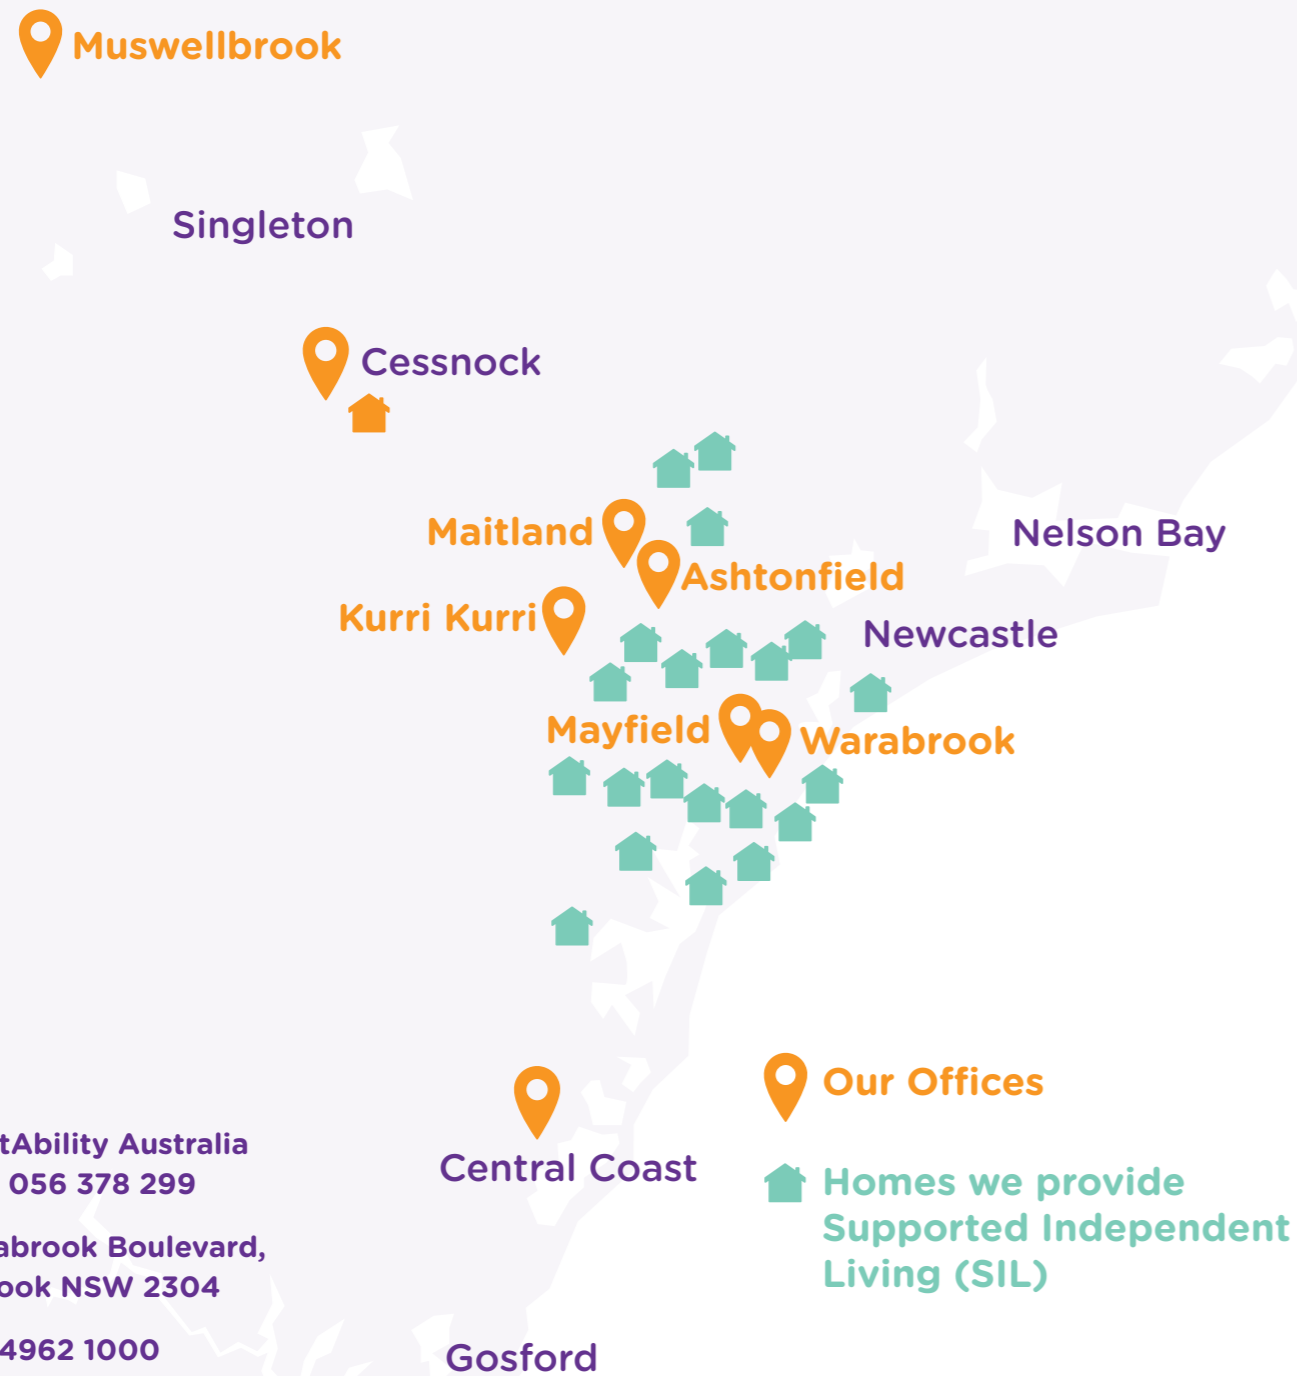 Muswellbrook
Singleton
Cessnock
Maitland
Nelson Bay
Ashtonfield
Kurri Kurri
Newcastle
Mayfield
Warabrook
Our Offices
Central Coast
Homes we provide
Supported Independent
Living (SIL)
tAbility Australia
056 378 299
abrook Boulevard,
ook NSW 2304
4962 1000
Gosford